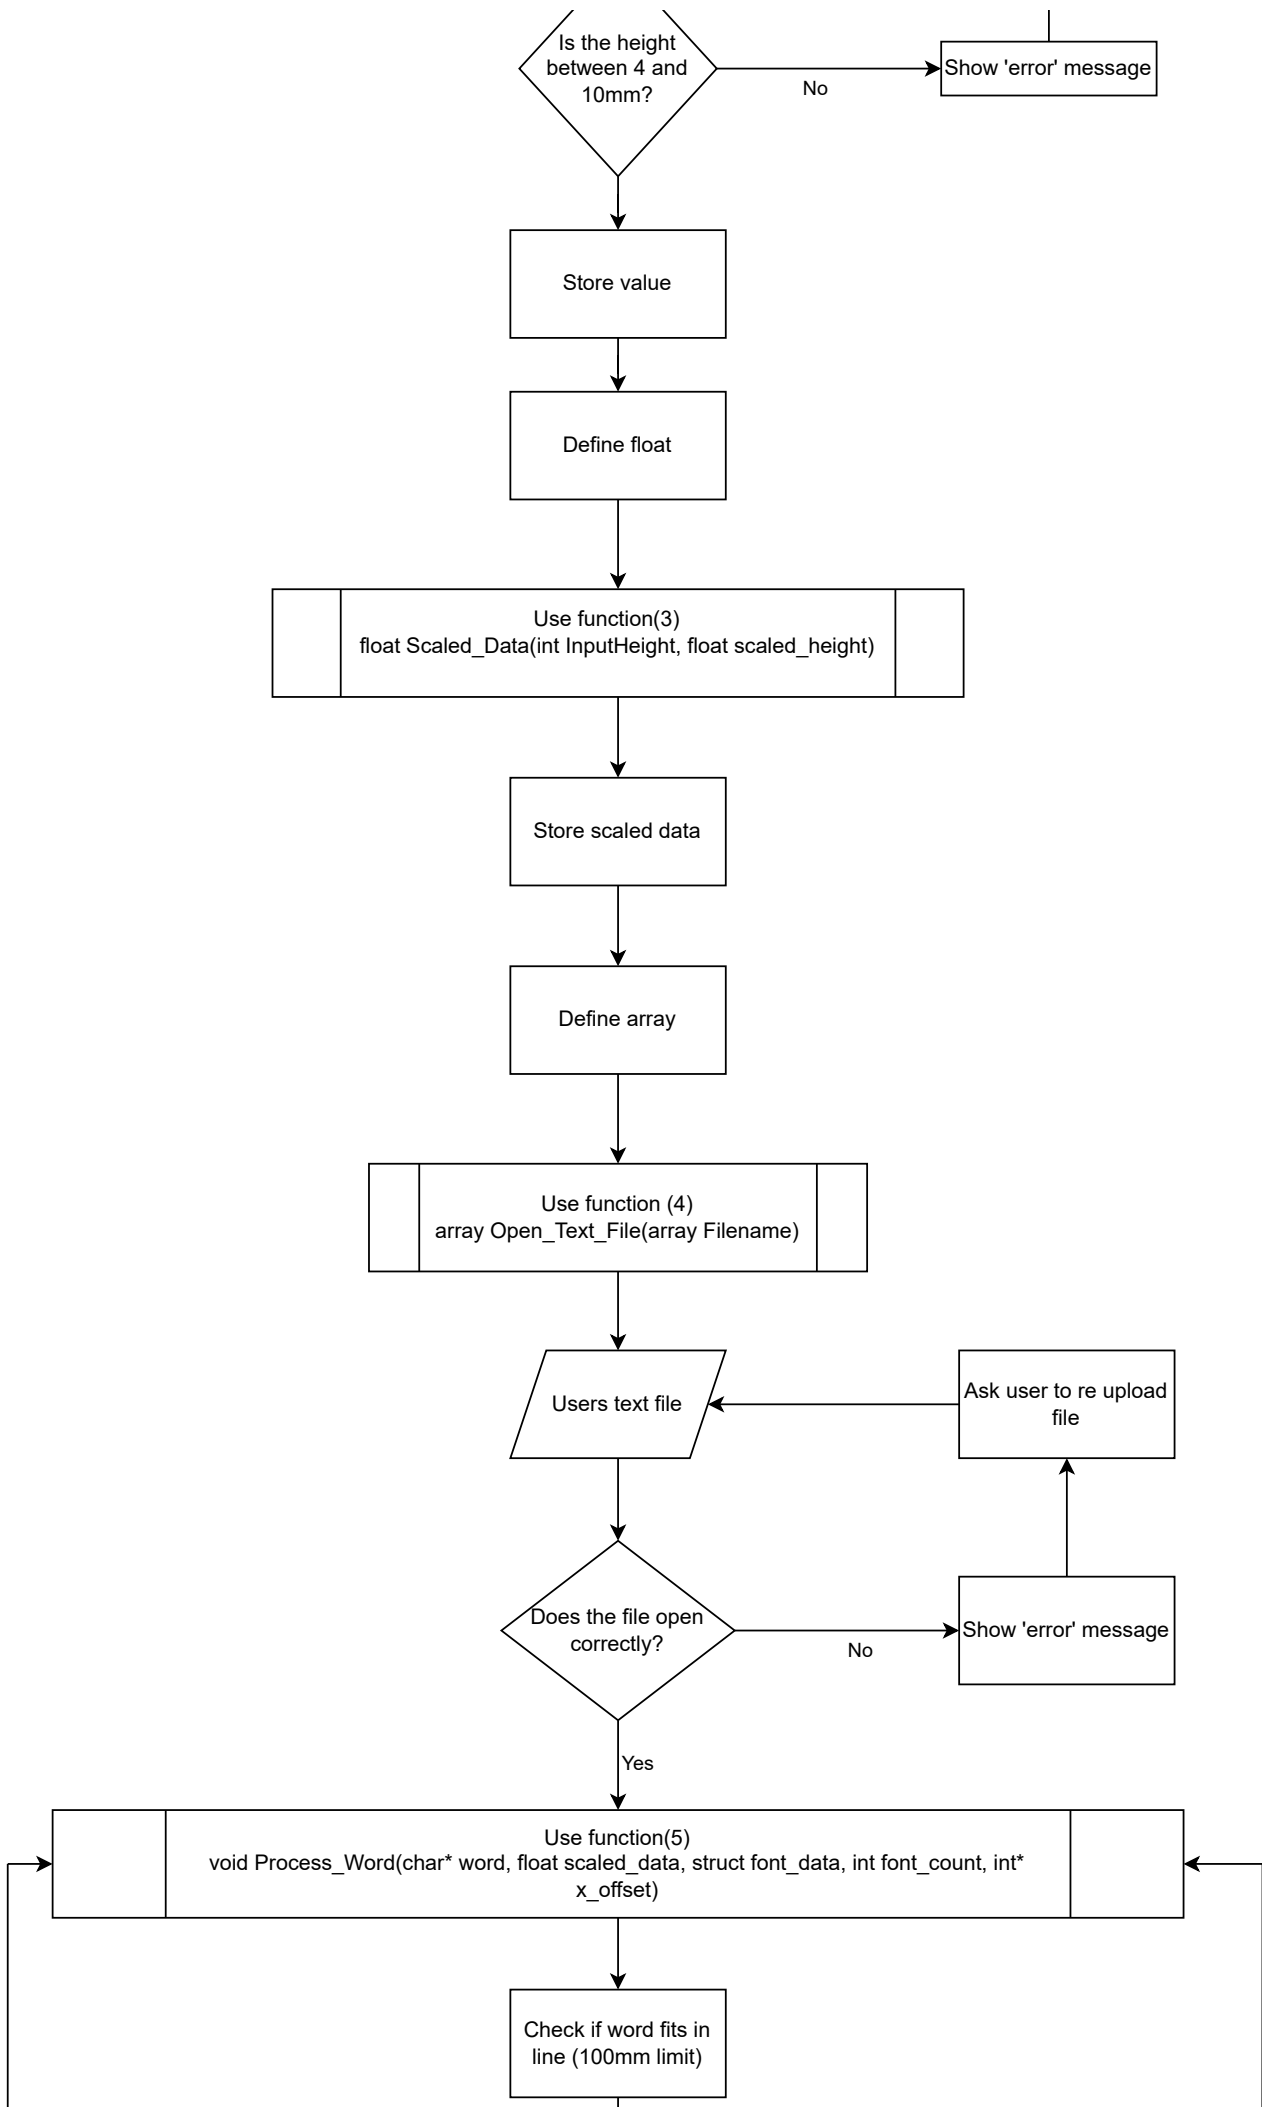 Is the height
between 4 and
10mm?
No
Show 'error' message
Store value
Define float
Use function(3)
float Scaled_Data(int InputHeight, float scaled_height)
Store scaled data
Define array
Use function (4)
array Open_Text_File(array Filename)
Users text file
Ask user to re upload
file
Does the file open
correctly?
No
Show 'error' message
Yes
Use function(5)
void Process_Word(char* word, float scaled_data, struct font_data, int font_count, int*
x_offset)
Check if word fits in
line (100mm limit)